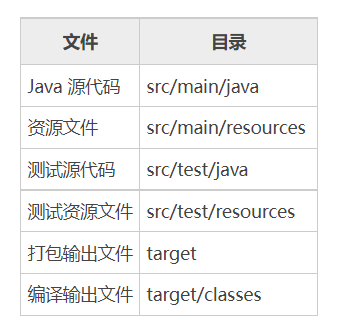 文件 目录
Java 源代码 src/main/java
资源文件 src/main/resources
测试源代码 src/test/java
测试资源文件 src/test/resources
打包输出文件 target
编译输出文件 target/classes